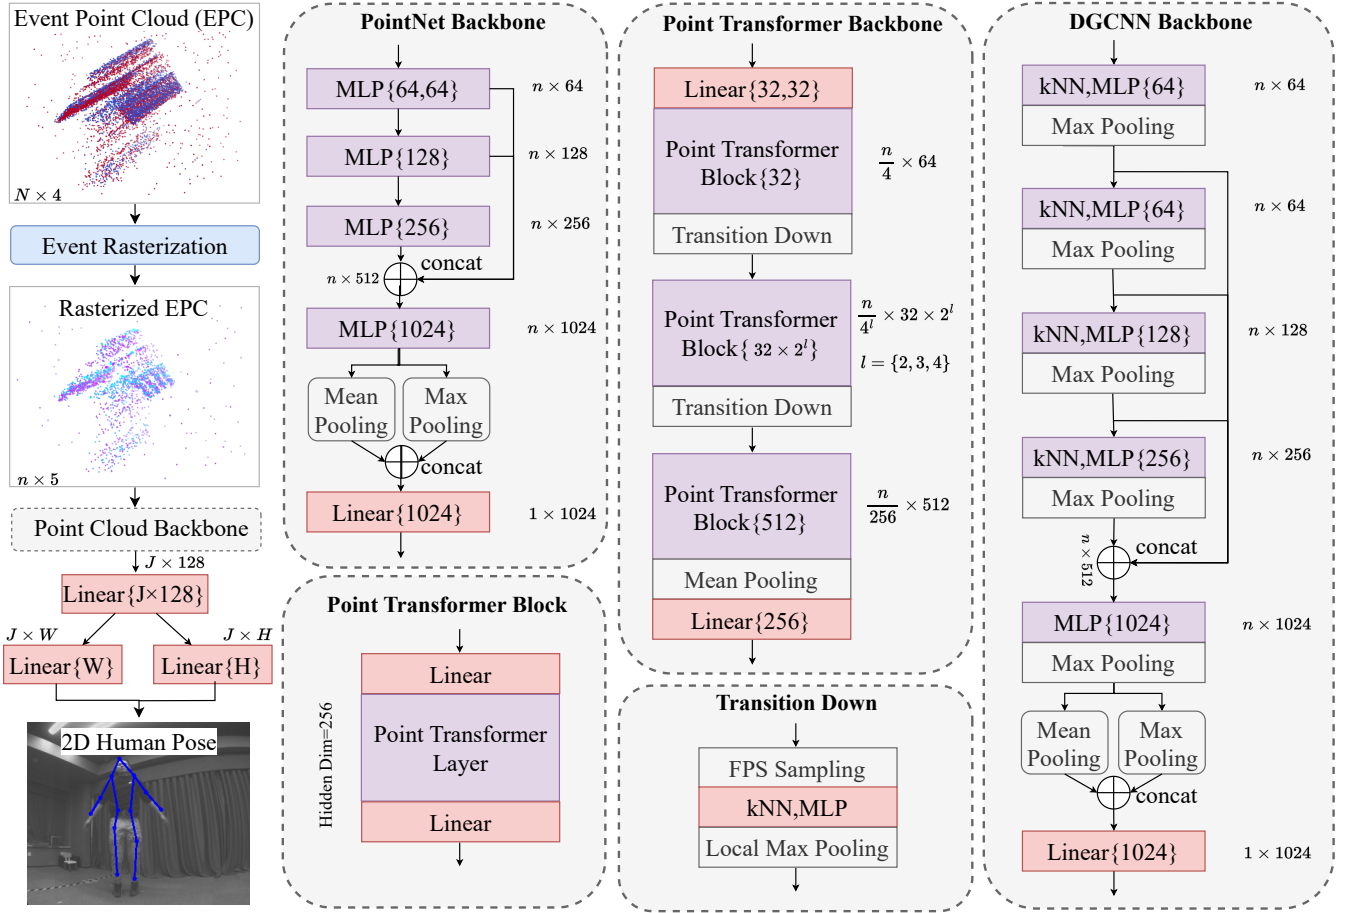 Event Point Cloud (EPC)
N × 4
Event Rasterization
Rasterized EPC
n × 5
Point Cloud Backbone
J × 128
Linear{J×128}
J × W
J × H
Linear{W}
Linear{H}
2D Human Pose
PointNet Backbone
MLP{64,64}
n × 64
MLP{128}
n × 128
MLP{256}
n × 256
n × 512
concat
MLP{1024}
n × 1024
Mean
Pooling
Max
Pooling
concat
Linear{1024}
1 × 1024
Point Transformer Block
Hidden Dim=256
Linear
Point Transformer
Layer
Linear
Point Transformer Backbone
Linear{32,32}
Point Transformer
Block{32}
n/4 × 64
Transition Down
Point Transformer
Block{ 32 × 2^l}
n/4^l × 32 × 2^l
l = {2, 3, 4}
Transition Down
Point Transformer
Block{512}
n/256 × 512
Mean Pooling
Linear{256}
Transition Down
FPS Sampling
kNN,MLP
Local Max Pooling
DGCNN Backbone
kNN,MLP{64}
n × 64
Max Pooling
kNN,MLP{64}
n × 64
Max Pooling
kNN,MLP{128}
n × 128
Max Pooling
kNN,MLP{256}
n × 256
Max Pooling
n × 512
concat
MLP{1024}
n × 1024
Max Pooling
Mean
Pooling
Max
Pooling
concat
Linear{1024}
1 × 1024